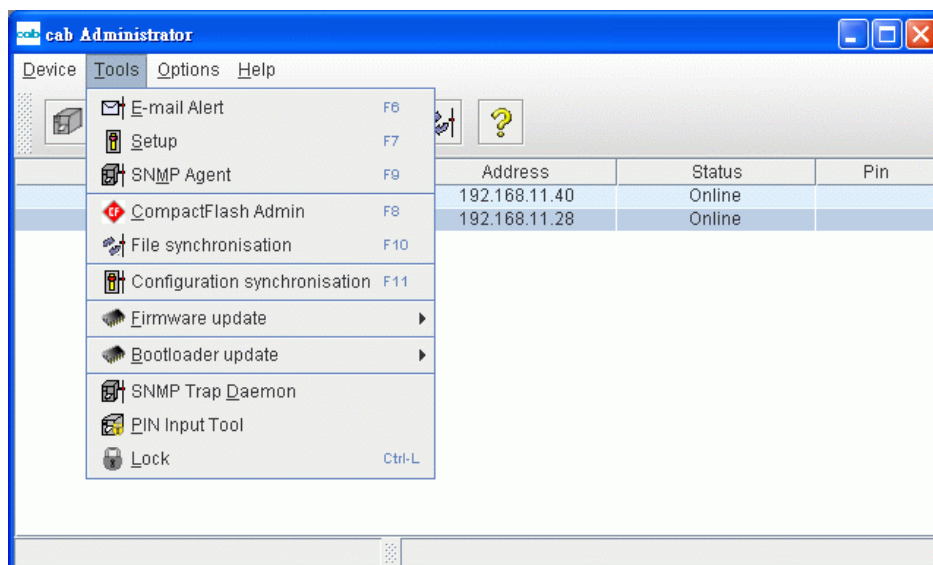 cab cab Administrator
Device Tools Options Help
E-mail Alert F6
Setup F7
SNMP Agent F9
Address Status Pin
192.168.11.40 Online
192.168.11.28 Online
CompactFlash Admin F8
File synchronisation F10
Configuration synchronisation F11
Firmware update
Bootloader update
SNMP Trap Daemon
PIN Input Tool
Lock Ctrl-L